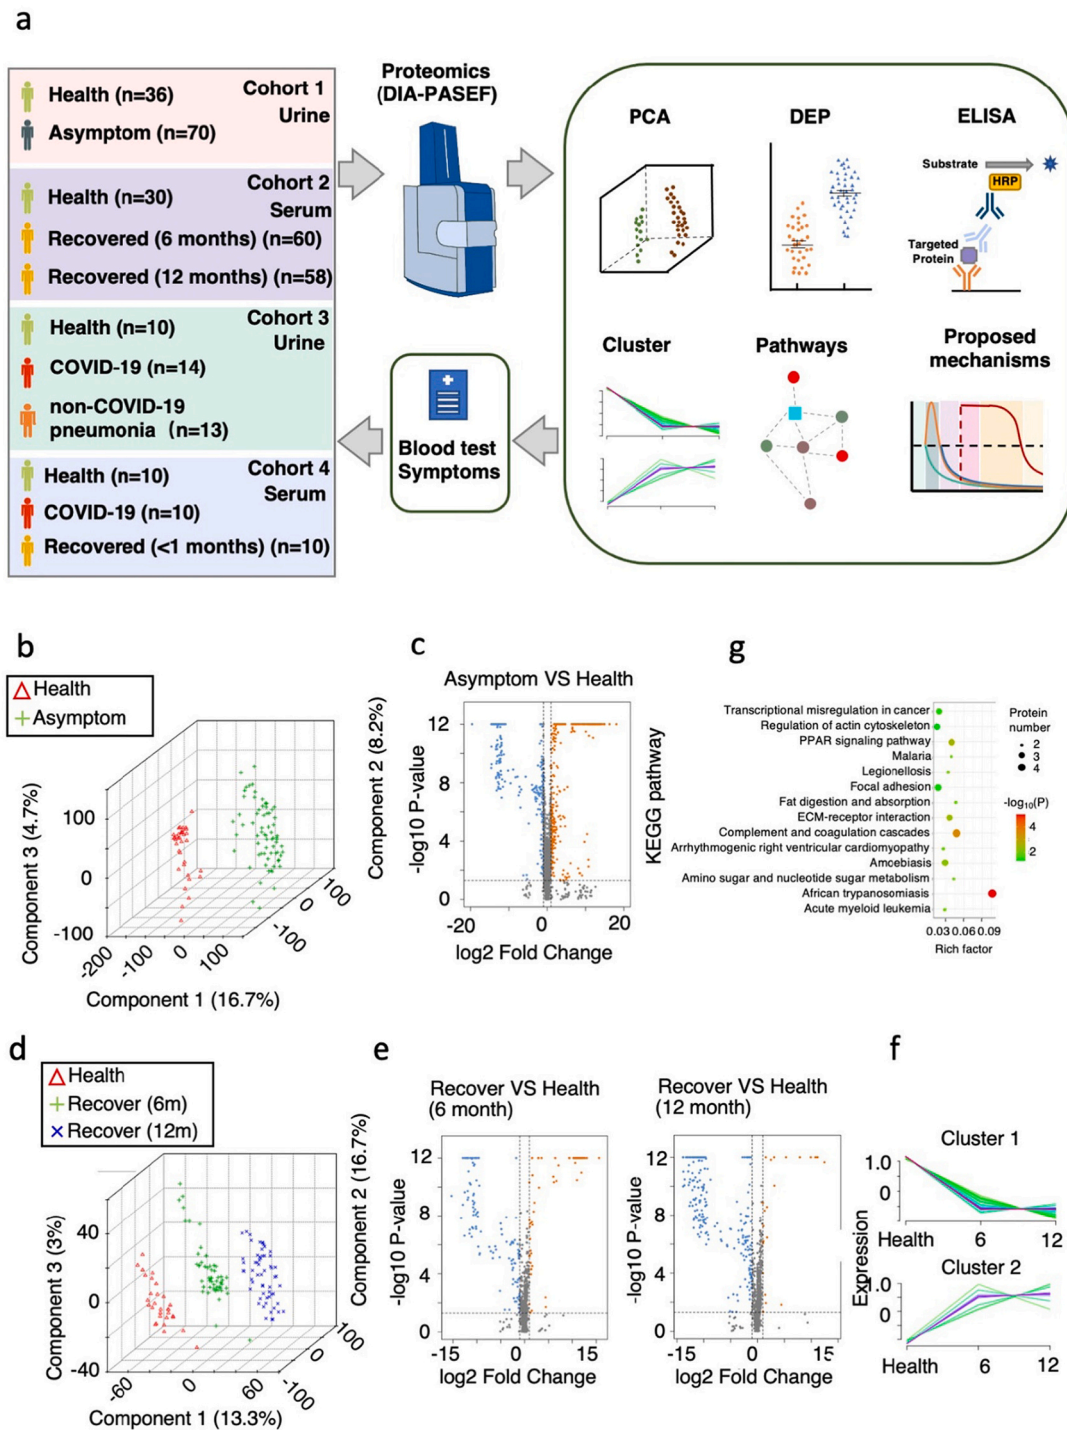 a
Health (n=36)
Cohort 1
Urine
Asymptom (n=70)
Cohort 2
Serum
Health (n=30)
Recovered (6 months) (n=60)
Recovered (12 months) (n=58)
Cohort 3
Urine
Health (n=10)
COVID-19 (n=14)
non-COVID-19
pneumonia (n=13)
Cohort 4
Serum
Health (n=10)
COVID-19 (n=10)
Recovered (<1 months) (n=10)
Proteomics
(DIA-PASEF)
Blood test
Symptoms
PCA
DEP
ELISA
Substrate
HRP
Targeted
Protein
Cluster
Pathways
Proposed
mechanisms
b
Health
Asymptom
Component 3 (4.7%)
100
0
-100
-200
-100
0
100
Component 1 (16.7%)
-100
0
100
Component 2 (8.2%)
c
Asymptom VS Health
-log10 P-value
12
8
4
0
-20
0
20
log2 Fold Change
g
KEGG pathway
Transcriptional misregulation in cancer
Regulation of actin cytoskeleton
PPAR signaling pathway
Malaria
Legionellosis
Focal adhesion
Fat digestion and absorption
ECM-receptor interaction
Complement and coagulation cascades
Arrhythmogenic right ventricular cardiomyopathy
Amoebiasis
Amino sugar and nucleotide sugar metabolism
African trypanosomiasis
Acute myeloid leukemia
0.03 0.06 0.09
Rich factor
Protein
number
2
3
4
-log10(P)
4
2
d
Health
Recover (6m)
Recover (12m)
Component 3 (3%)
40
0
-40
-60
0
60
Component 1 (13.3%)
-100
0
100
Component 2 (16.7%)
e
Recover VS Health
(6 month)
-log10 P-value
12
8
4
0
-15
0
15
log2 Fold Change
Recover VS Health
(12 month)
-log10 P-value
12
8
4
0
-15
0
15
log2 Fold Change
f
Expression
Cluster 1
1.0
0
Health
6
12
Cluster 2
1.0
0
Health
6
12